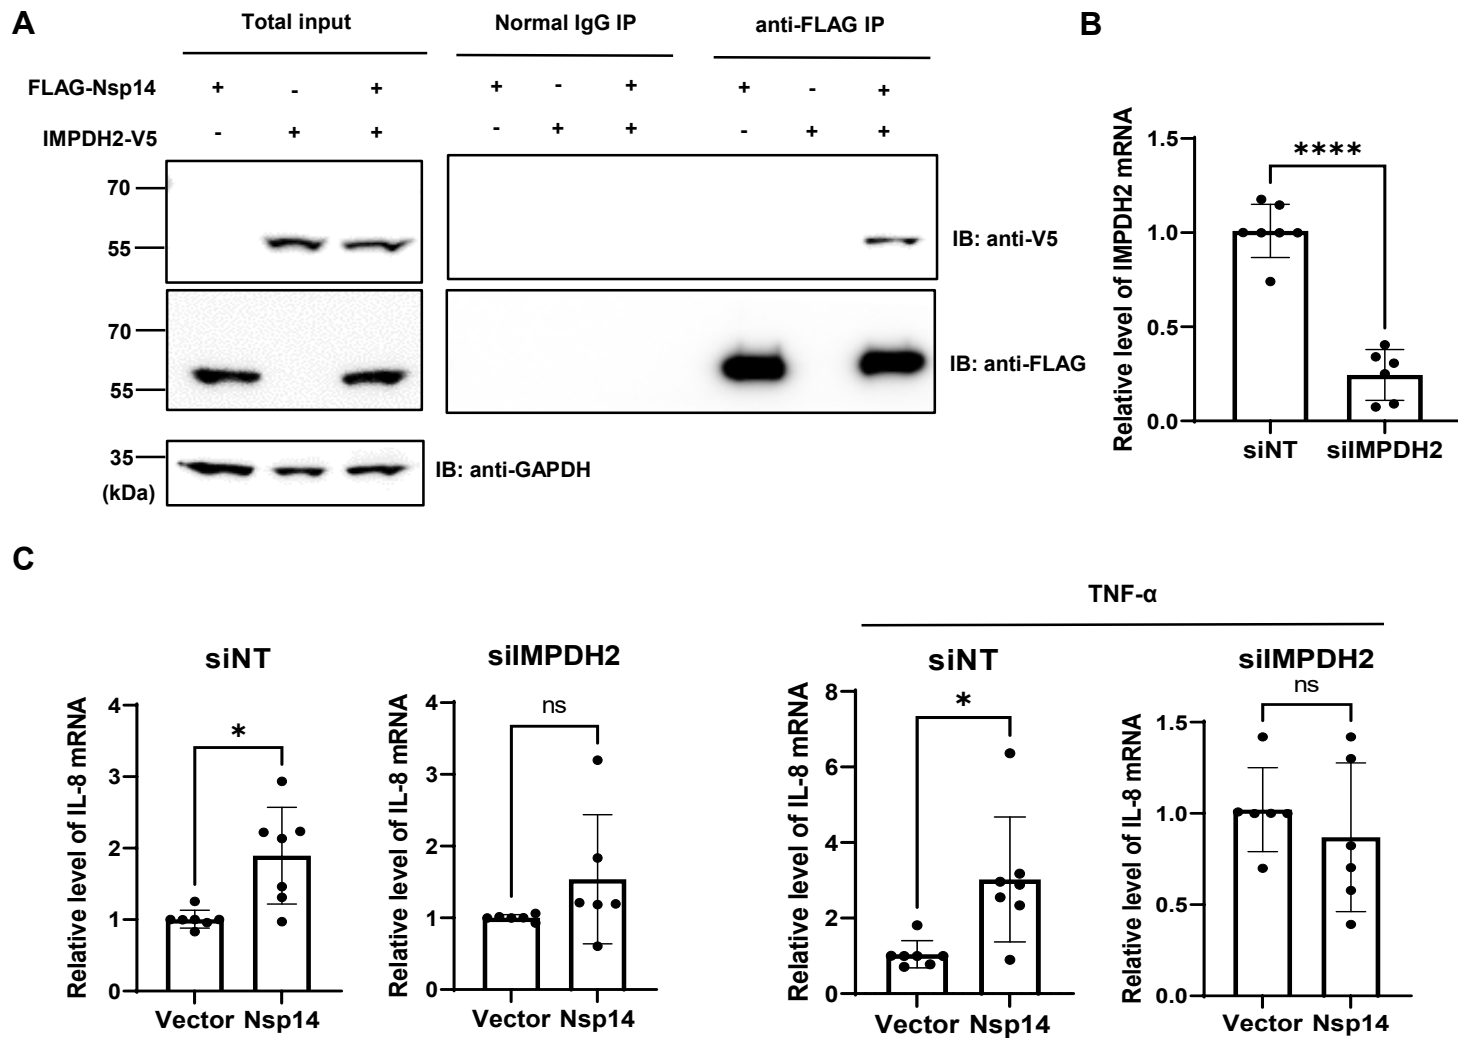 A
Total input
Normal IgG IP
anti-FLAG IP
FLAG-Nsp14 + - + + - + + - +
IMPDH2-V5 - + + - + + - + +
70
55
IB: anti-V5
70
55
IB: anti-FLAG
35
(kDa)
IB: anti-GAPDH
B
Relative level of IMPDH2 mRNA
1.5
1.0
0.5
0.0
****
siNT siIMPDH2
C
siNT
Relative level of IL-8 mRNA
4
3
2
1
0
*
Vector Nsp14
siIMPDH2
Relative level of IL-8 mRNA
4
3
2
1
0
ns
Vector Nsp14
TNF-α
siNT
Relative level of IL-8 mRNA
8
6
4
2
0
*
Vector Nsp14
siIMPDH2
Relative level of IL-8 mRNA
1.5
1.0
0.5
0.0
ns
Vector Nsp14